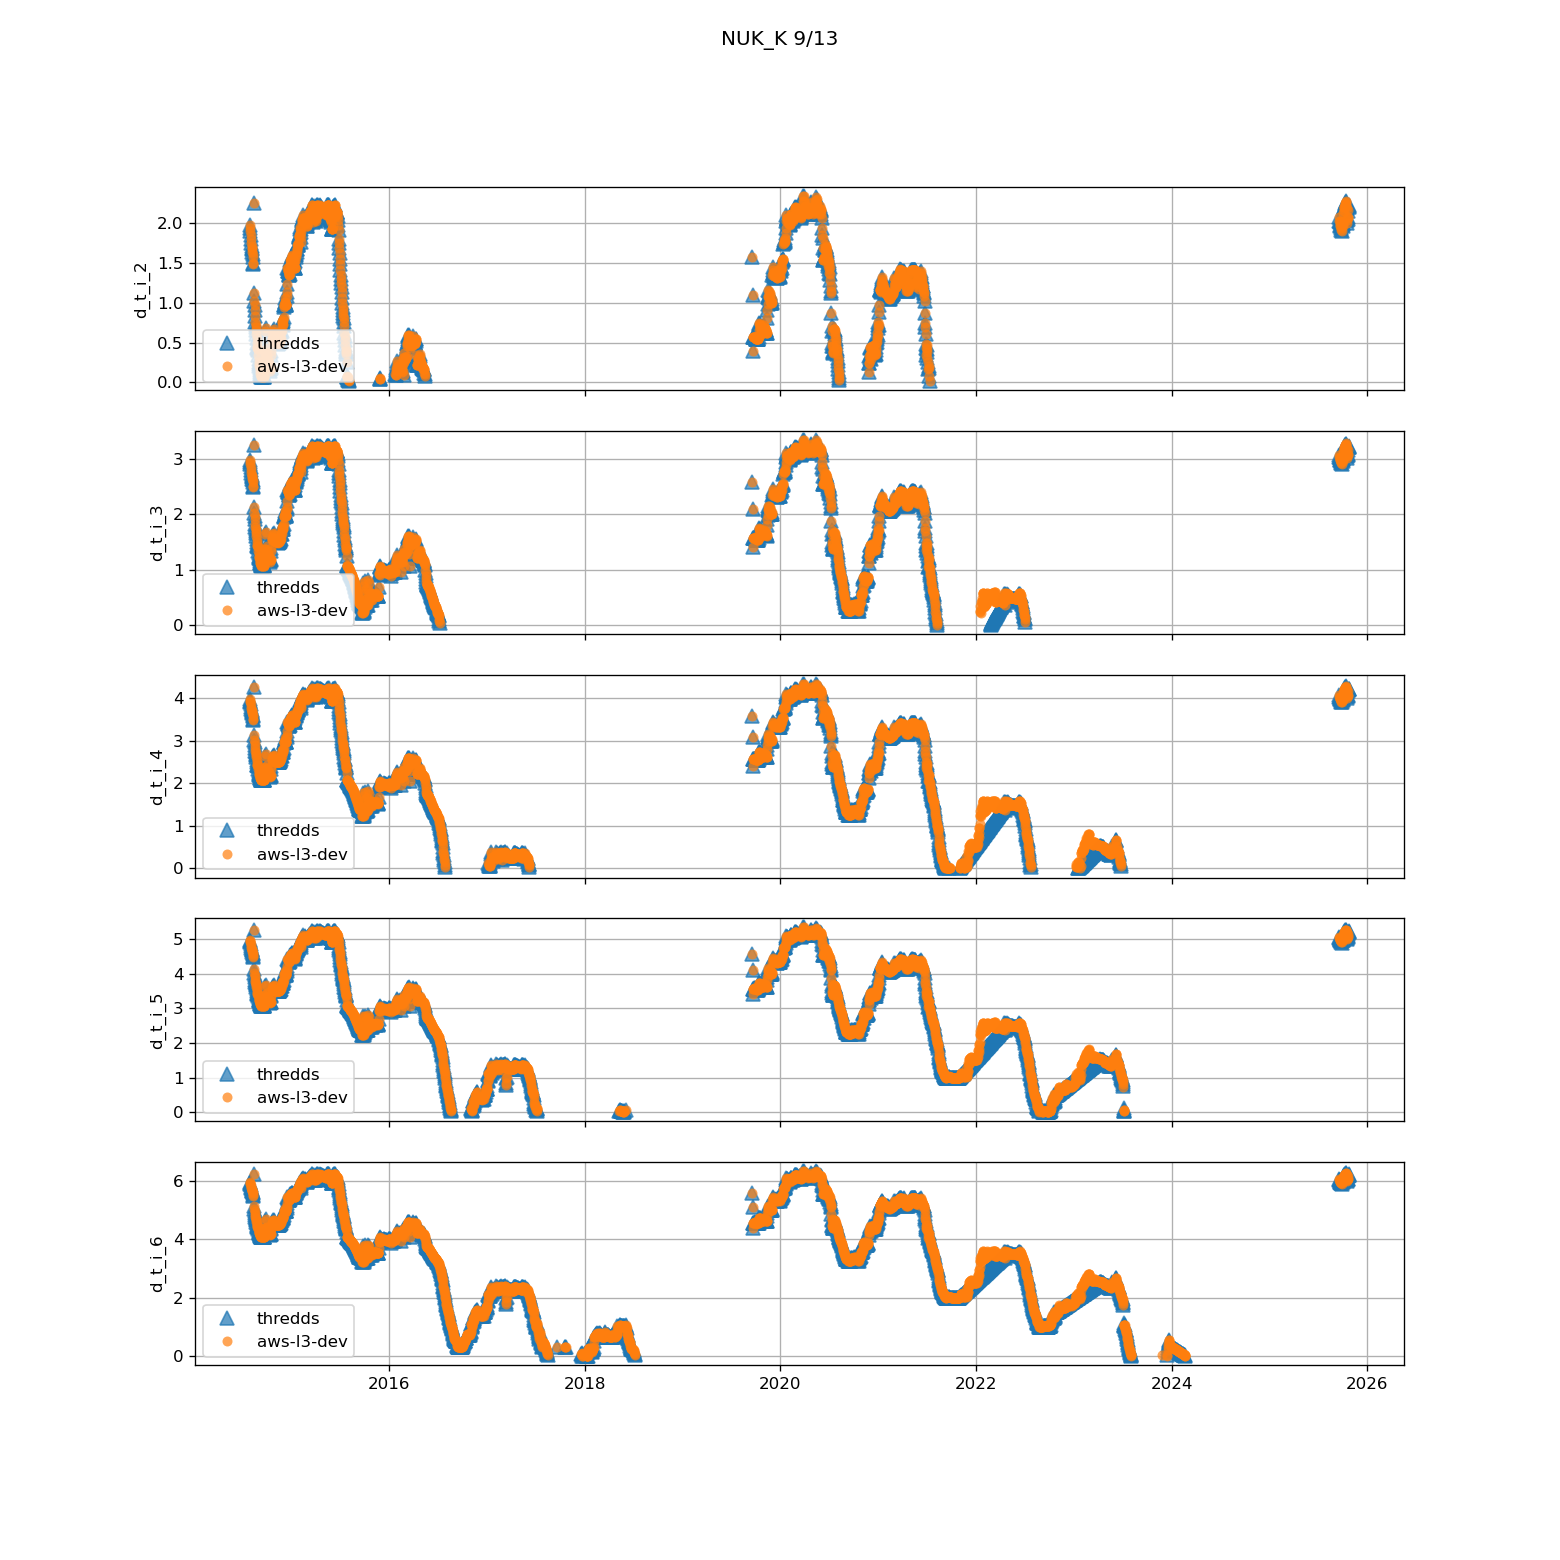 NUK_K 9/13
2.0
1.5
1.0
0.5
0.0
d_t_i_2
thredds
aws-l3-dev
3
2
1
0
d_t_i_3
thredds
aws-l3-dev
4
3
2
1
0
d_t_i_4
thredds
aws-l3-dev
5
4
3
2
1
0
d_t_i_5
thredds
aws-l3-dev
6
4
2
0
d_t_i_6
thredds
aws-l3-dev
2016 2018 2020 2022 2024 2026